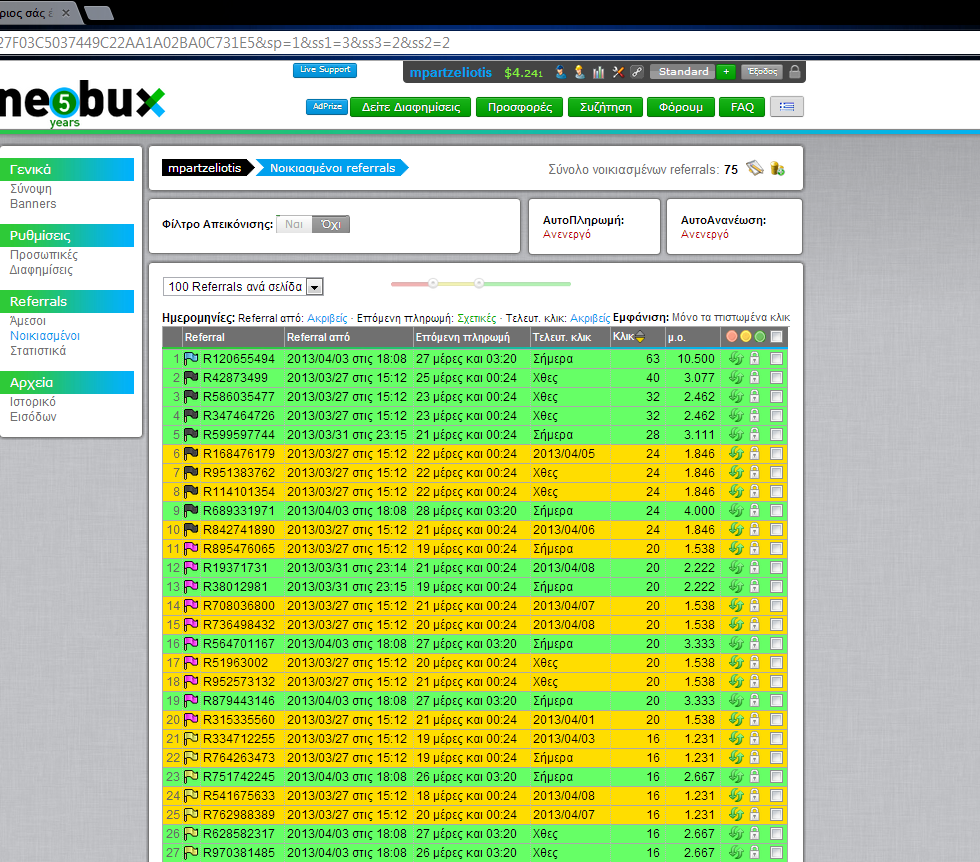 ριος σάς έ
27F03C5037449C22AA1A02BA0C731E5&sp=1&ss1=3&ss3=2&ss2=2
Live Support
mpartzeliotis $4.241 Standard + Έξοδος
neobux
5
years
AdPrize Δείτε Διαφημίσεις Προσφορές Συζήτηση Φόρουμ FAQ
Γενικά
Σύνοψη
Banners
Ρυθμίσεις
Προσωπικές
Διαφημίσεις
Referrals
Άμεσοι
Νοικιασμένοι
Στατιστικά
Αρχεία
Ιστορικό
Εισόδων
mpartzeliotis Νοικιασμένοι referrals Σύνολο νοικιασμένων referrals: 75
Φίλτρο Απεικόνισης: Ναι Όχι
ΑυτοΠληρωμή:
Ανενεργό
ΑυτοΑνανέωση:
Ανενεργό
100 Referrals ανά σελίδα
Ημερομηνίες: Referral από: Ακριβείς - Επόμενη πληρωμή: Σχετικές - Τελευτ. κλικ: Ακριβείς Εμφάνιση: Μόνο τα πιστωμένα κλικ
Referral Referral από Επόμενη πληρωμή Τελευτ. κλικ Κλικ μ.ο.
1 R120655494 2013/04/03 στις 18:08 27 μέρες και 03:20 Σήμερα 63 10.500
2 R42873499 2013/03/27 στις 15:12 25 μέρες και 00:24 Χθες 40 3.077
3 R586035477 2013/03/27 στις 15:12 23 μέρες και 00:24 Χθες 32 2.462
4 R347464726 2013/03/27 στις 15:12 23 μέρες και 00:24 Χθες 32 2.462
5 R599597744 2013/03/31 στις 23:15 21 μέρες και 00:24 Σήμερα 28 3.111
6 R168476179 2013/03/27 στις 15:12 22 μέρες και 00:24 2013/04/05 24 1.846
7 R951383762 2013/03/27 στις 15:12 22 μέρες και 00:24 Χθες 24 1.846
8 R114101354 2013/03/27 στις 15:12 22 μέρες και 00:24 Χθες 24 1.846
9 R689331971 2013/04/03 στις 18:08 28 μέρες και 03:20 Σήμερα 24 4.000
10 R842741890 2013/03/27 στις 15:12 21 μέρες και 00:24 2013/04/06 24 1.846
11 R895476065 2013/03/27 στις 15:12 19 μέρες και 00:24 Σήμερα 20 1.538
12 R19371731 2013/03/31 στις 23:14 21 μέρες και 00:24 2013/04/08 20 2.222
13 R38012981 2013/03/31 στις 23:15 19 μέρες και 00:24 Σήμερα 20 2.222
14 R708036800 2013/03/27 στις 15:12 21 μέρες και 00:24 2013/04/07 20 1.538
15 R736498432 2013/03/27 στις 15:12 20 μέρες και 00:24 2013/04/08 20 1.538
16 R564701167 2013/04/03 στις 18:08 27 μέρες και 03:20 Σήμερα 20 3.333
17 R51963002 2013/03/27 στις 15:12 20 μέρες και 00:24 Χθες 20 1.538
18 R952573132 2013/03/27 στις 15:12 20 μέρες και 00:24 Χθες 20 1.538
19 R879443146 2013/04/03 στις 18:08 27 μέρες και 03:20 Σήμερα 20 3.333
20 R315335560 2013/03/27 στις 15:12 21 μέρες και 00:24 2013/04/01 20 1.538
21 R334712255 2013/03/27 στις 15:12 19 μέρες και 00:24 2013/04/03 16 1.231
22 R764263473 2013/03/27 στις 15:12 19 μέρες και 00:24 Σήμερα 16 1.231
23 R751742245 2013/04/03 στις 18:08 26 μέρες και 03:20 Σήμερα 16 2.667
24 R541675633 2013/03/27 στις 15:12 18 μέρες και 00:24 2013/04/08 16 1.231
25 R762988389 2013/03/27 στις 15:12 20 μέρες και 00:24 2013/04/07 16 1.231
26 R628582317 2013/04/03 στις 18:08 27 μέρες και 03:20 Χθες 16 2.667
27 R970381485 2013/04/03 στις 18:08 26 μέρες και 03:20 Χθες 16 2.667